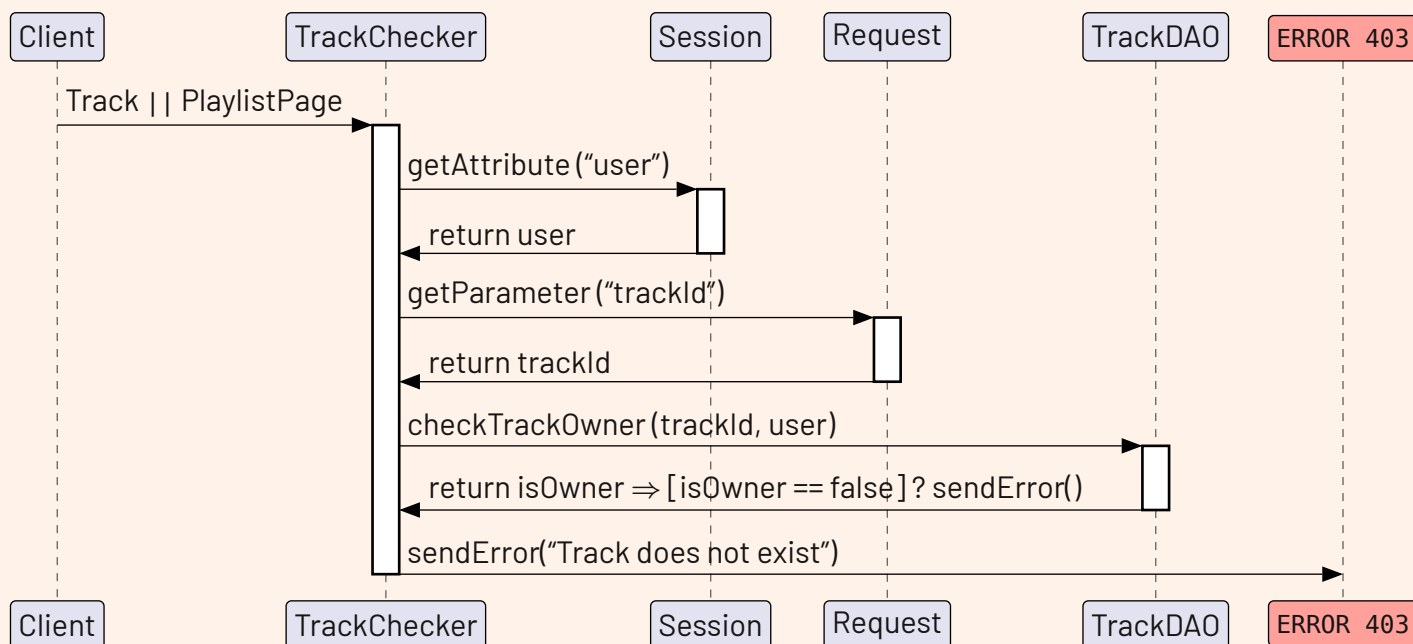 Client TrackChecker Session Request TrackDAO ERROR 403
Track || PlaylistPage
getAttribute (“user”)
return user
getParameter (“trackId”)
return trackId
checkTrackOwner (trackId, user)
return isOwner ⇒ [isOwner == false] ? sendError()
sendError(“Track does not exist”)
Client TrackChecker Session Request TrackDAO ERROR 403